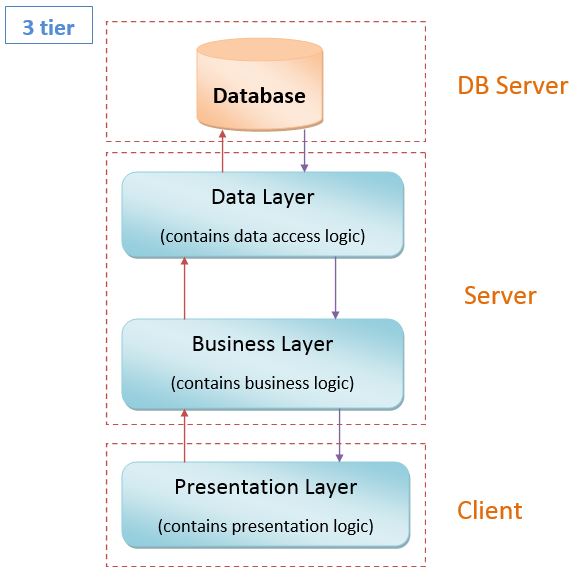 3 tier
Database
DB Server
Data Layer
(contains data access logic)
Server
Business Layer
(contains business logic)
Presentation Layer
(contains presentation logic)
Client